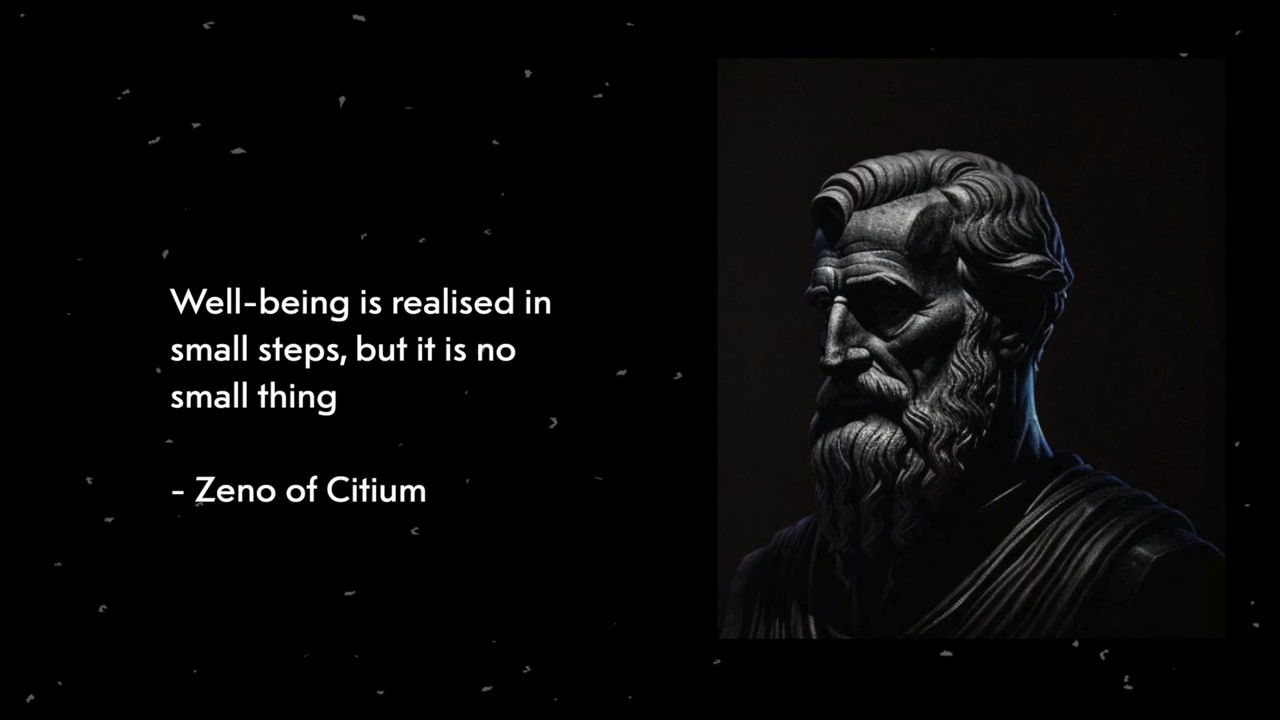 Well-being is realised in
small steps, but it is no
small thing
- Zeno of Citium